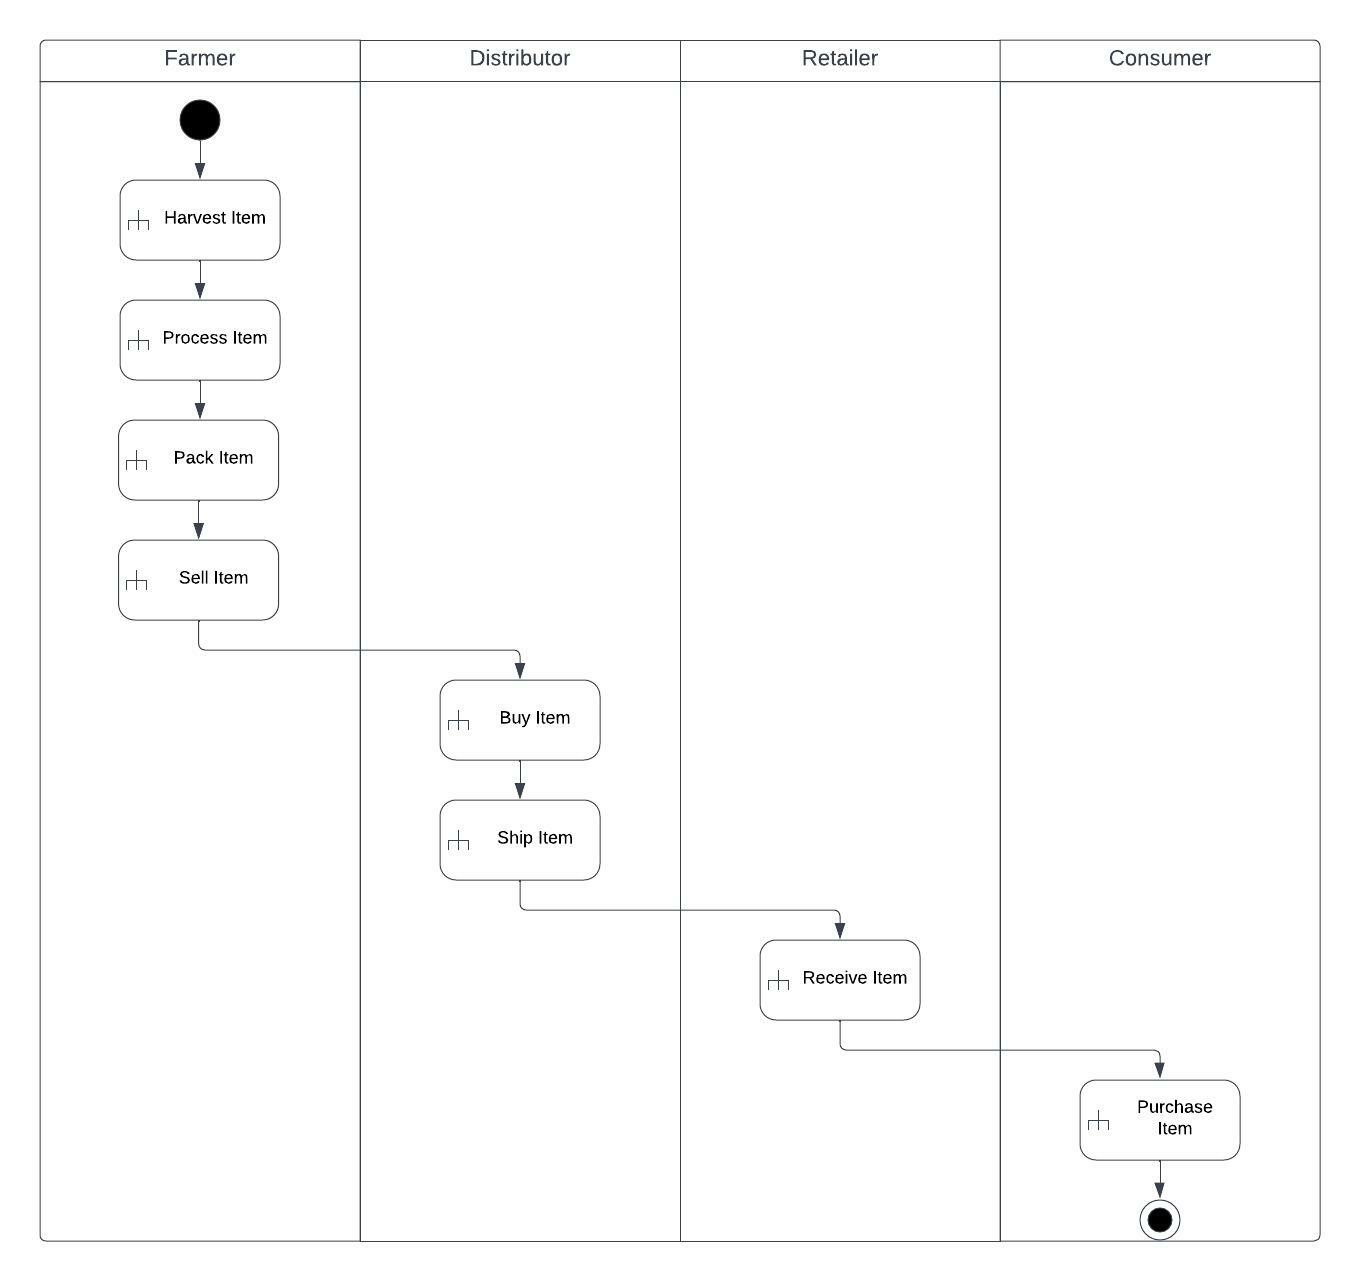 Farmer
Distributor
Retailer
Consumer
Harvest Item
Process Item
Pack Item
Sell Item
Buy Item
Ship Item
Receive Item
Purchase
Item